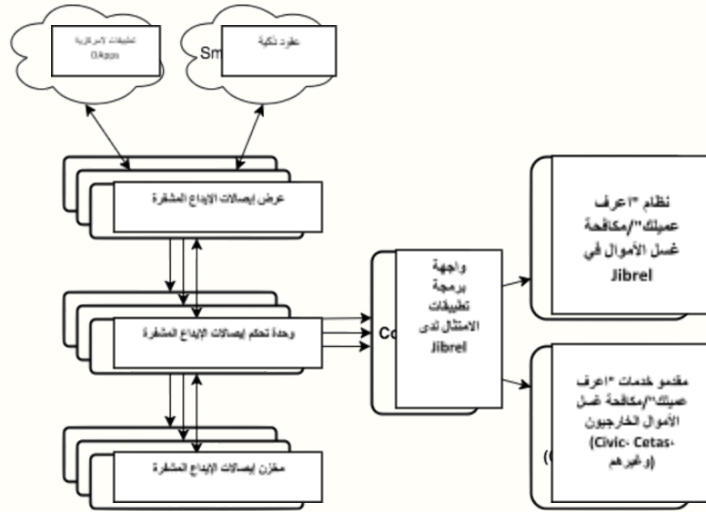 تطبيقات لامركزية
DApps
Sm
عقود ذكية
عرض إيصالات الإيداع المشفرة
وحدة تحكم إيصالات الإيداع المشفرة
مخزن إيصالات الإيداع المشفرة
Co
واجهة
برمجة
تطبيقات
الامتثال لدى
Jibrel
نظام "اعرف
عميلك"/مكافحة
غسل الأموال في
Jibrel
مقدمو خدمات "اعرف
عميلك"/مكافحة غسل
الأموال الخارجيون
(Civic، Cetas،
وغيرهم)
(